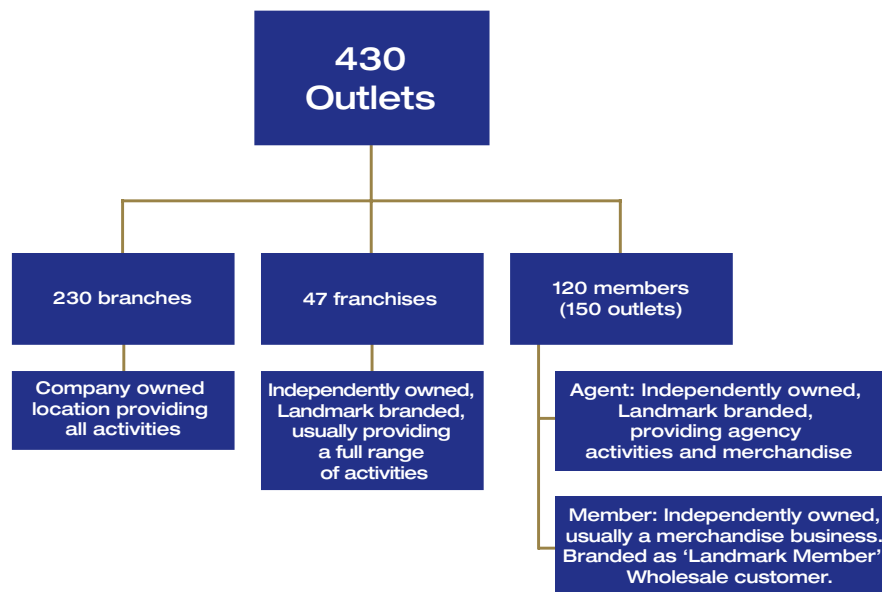 430
Outlets
230 branches
47 franchises
120 members
(150 outlets)
Company owned
location providing
all activities
Independently owned,
Landmark branded,
usually providing
a full range
of activities
Agent: Independently owned,
Landmark branded,
providing agency
activities and merchandise
Member: Independently owned,
usually a merchandise business.
Branded as ‘Landmark Member’
Wholesale customer.